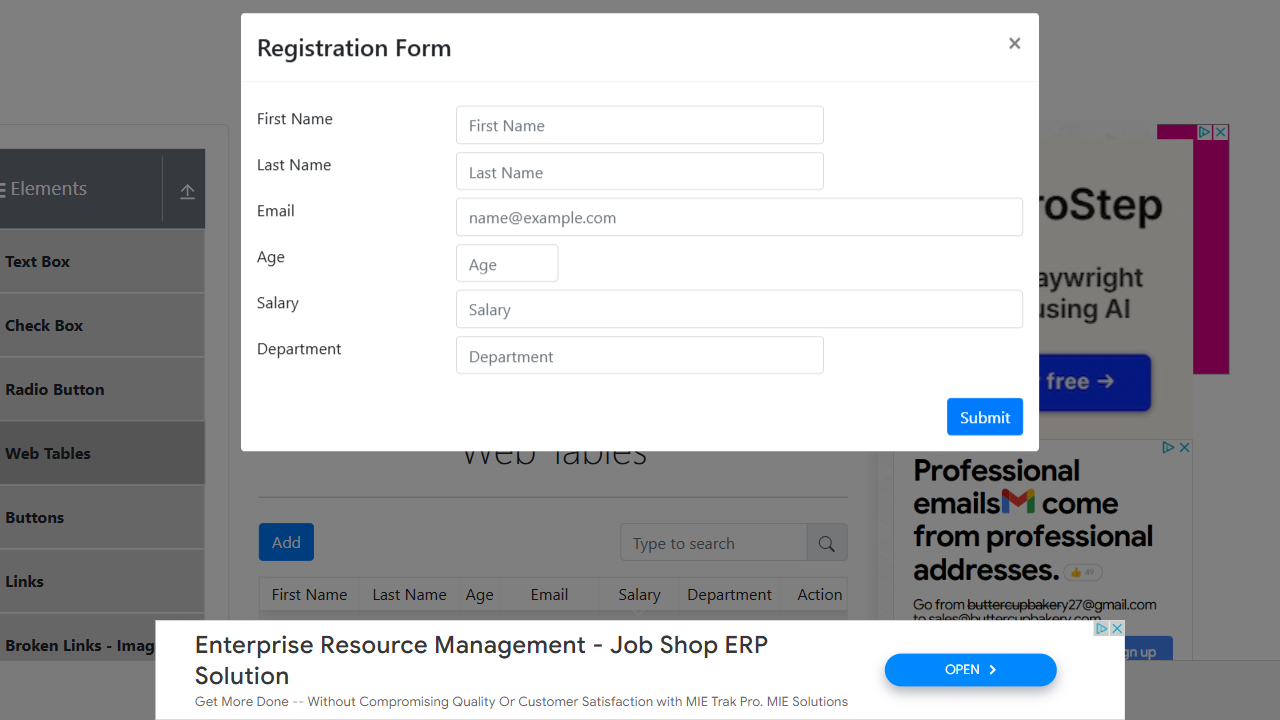 Registration Form
×
First Name
First Name
Last Name
Last Name
Email
name@example.com
Age
Age
Salary
Salary
Department
Department
Submit
Elements
Text Box
Check Box
Radio Button
Web Tables
Buttons
Links
Broken Links - Imag
Web Tables
Add
Type to search
First Name
Last Name
Age
Email
Salary
Department
Action
roStep
aywright
using AI
free →
Professional
emails come
from professional
addresses.
49
Go from buttercupbakery27@gmail.com
to sales@buttercupbakery.com
gn up
Enterprise Resource Management - Job Shop ERP
Solution
Get More Done -- Without Compromising Quality Or Customer Satisfaction with MIE Trak Pro. MIE Solutions
OPEN